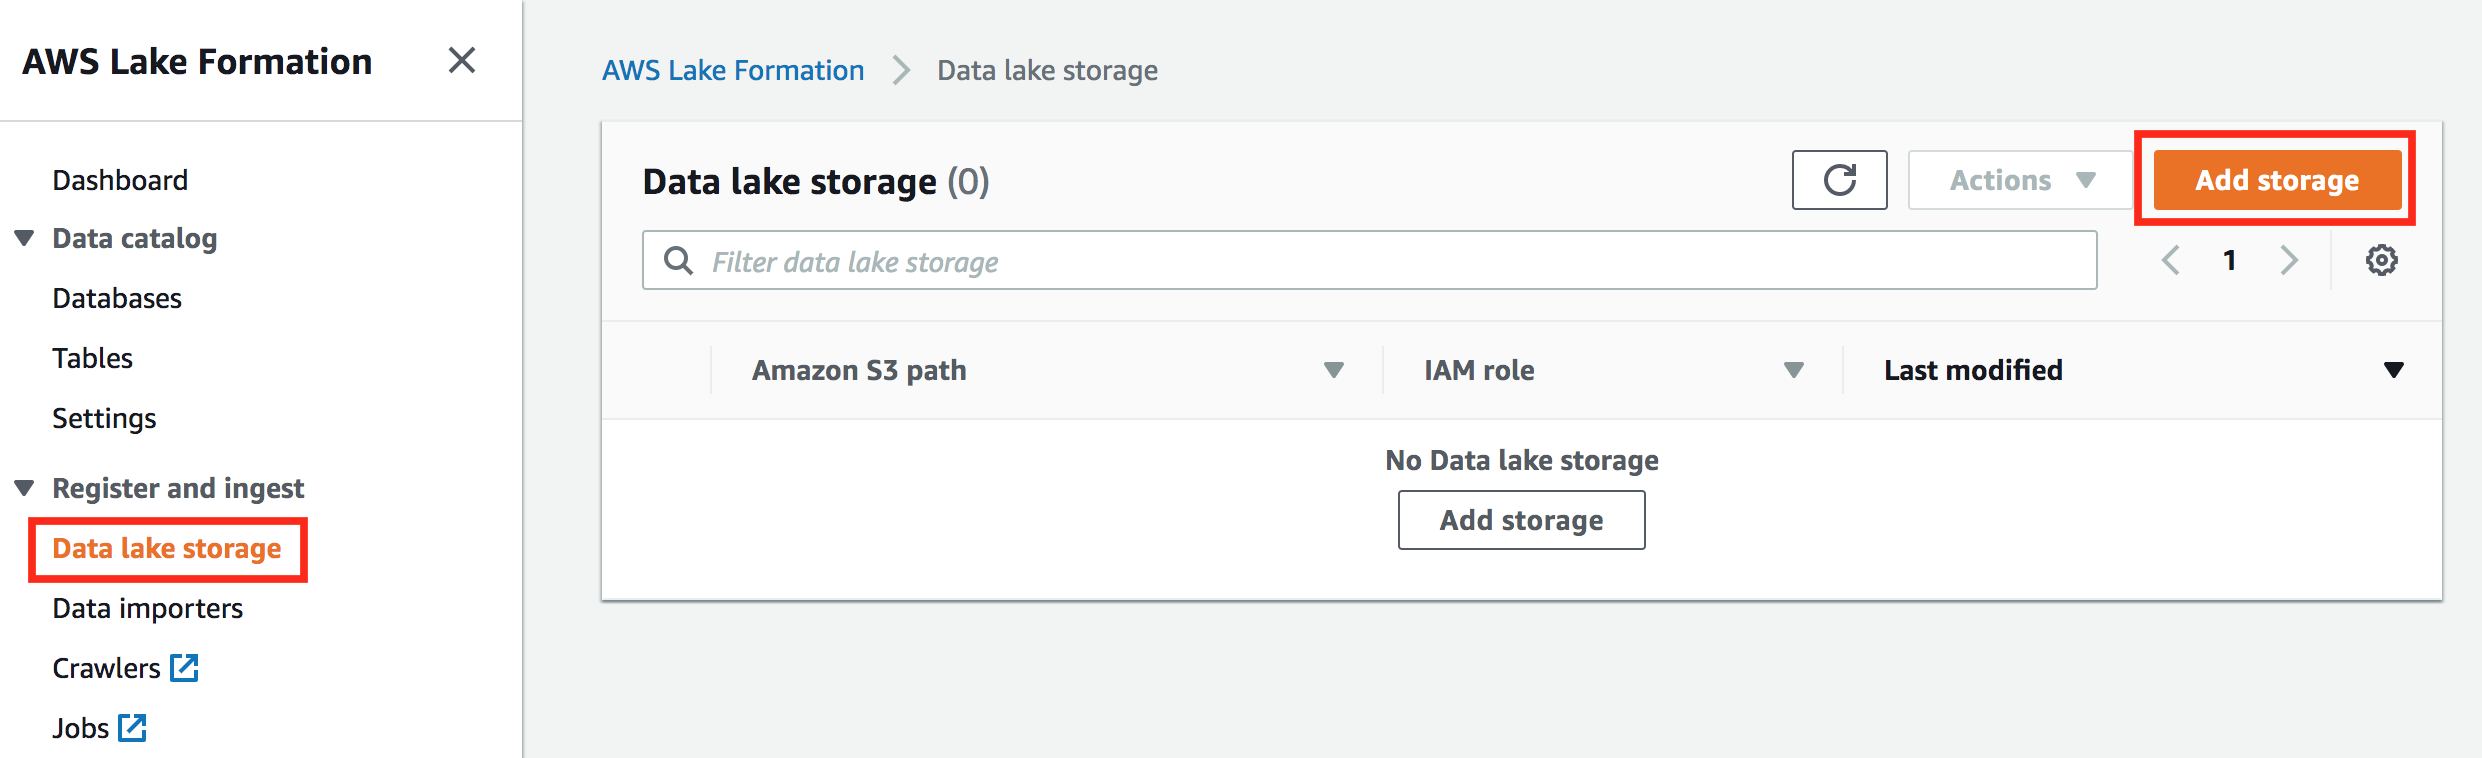 AWS Lake Formation
Dashboard
Data catalog
Databases
Tables
Settings
Register and ingest
Data lake storage
Data importers
Crawlers
Jobs
AWS Lake Formation > Data lake storage
Data lake storage (0)
Actions
Add storage
Filter data lake storage
1
Amazon S3 path
IAM role
Last modified
No Data lake storage
Add storage